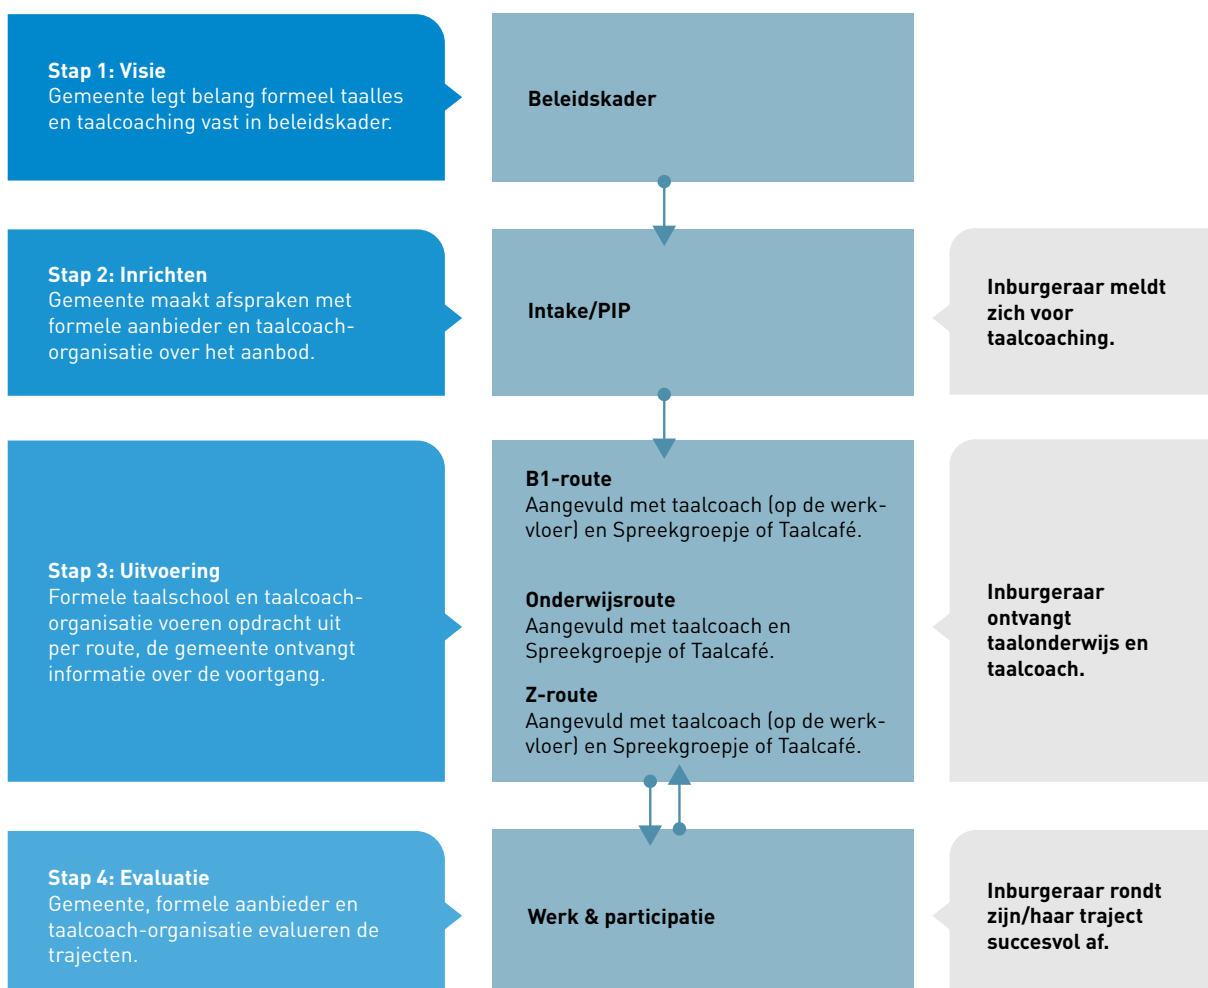 Stap 1: Visie
Gemeente legt belang formeel taalles
en taalcoaching vast in beleidskader.
Beleidskader
Stap 2: Inrichten
Gemeente maakt afspraken met
formele aanbieder en taalcoach-
organisatie over het aanbod.
Intake/PIP
Inburgeraar meldt
zich voor
taalcoaching.
Stap 3: Uitvoering
Formele taalschool en taalcoach-
organisatie voeren opdracht uit
per route, de gemeente ontvangt
informatie over de voortgang.
B1-route
Aangevuld met taalcoach (op de werk-
vloer) en Spreekgroepje of Taalcafé.
Onderwijsroute
Aangevuld met taalcoach en
Spreekgroepje of Taalcafé.
Z-route
Aangevuld met taalcoach (op de werk-
vloer) en Spreekgroepje of Taalcafé.
Inburgeraar
ontvangt
taalonderwijs en
taalcoach.
Stap 4: Evaluatie
Gemeente, formele aanbieder en
taalcoach-organisatie evalueren de
trajecten.
Werk & participatie
Inburgeraar rondt
zijn/haar traject
succesvol af.